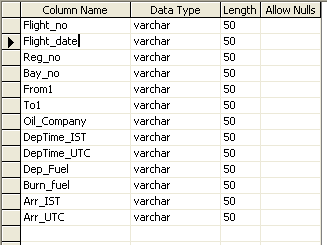 Column Name Data Type Length Allow Nulls
Flight_no varchar 50
Flight_date varchar 50
Reg_no varchar 50
Bay_no varchar 50
From1 varchar 50
To1 varchar 50
Oil_Company varchar 50
DepTime_IST varchar 50
DepTime_UTC varchar 50
Dep_Fuel varchar 50
Burn_fuel varchar 50
Arr_IST varchar 50
Arr_UTC varchar 50